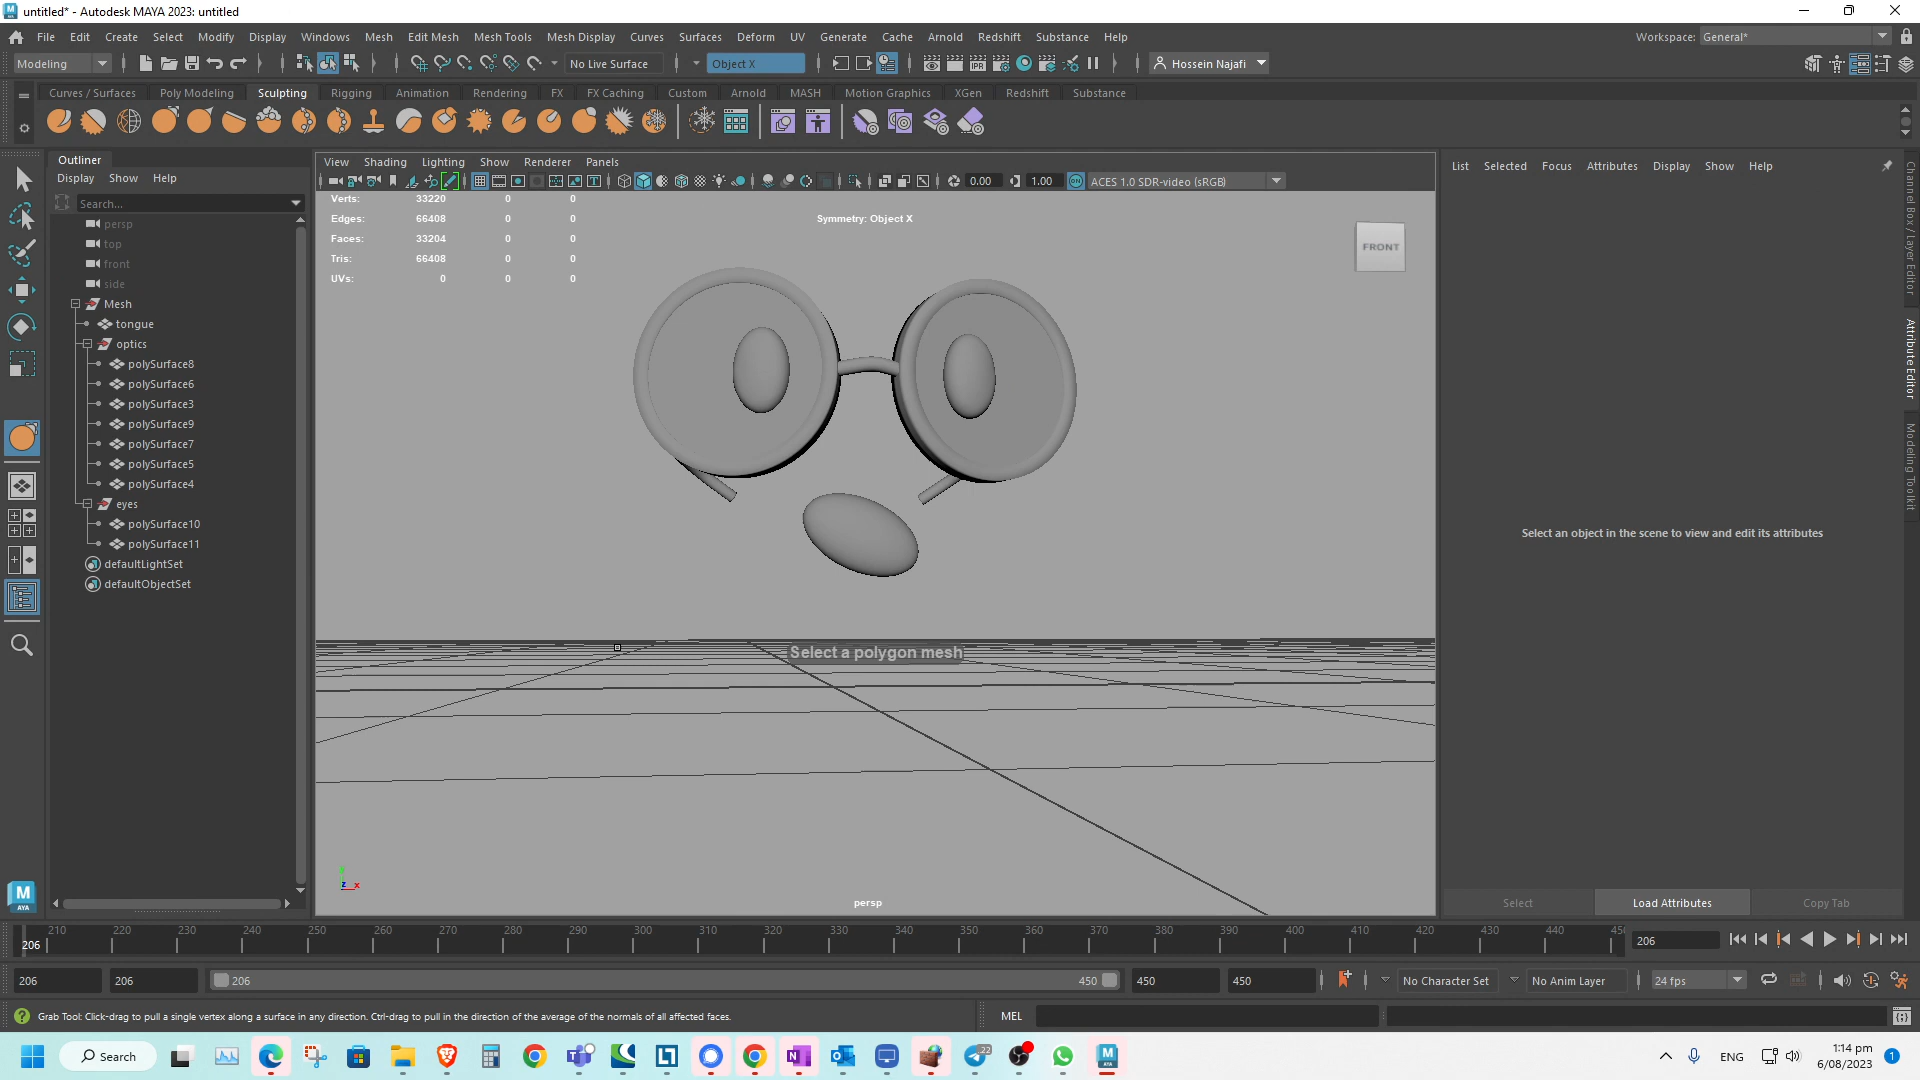 untitled* - Autodesk MAYA 2023: untitled
File Edit Create Select Modify Display Windows Mesh Edit Mesh Mesh Tools Mesh Display Curves Surfaces Deform UV Generate Cache Arnold Redshift Substance Help
Workspace: General*
Modeling No Live Surface Object X Hossein Najafi
Curves / Surfaces Poly Modeling Sculpting Rigging Animation Rendering FX FX Caching Custom Arnold MASH Motion Graphics XGen Redshift Substance
Outliner
Display Show Help
Search...
persp
top
front
side
Mesh
tongue
optics
polySurface8
polySurface6
polySurface3
polySurface9
polySurface7
polySurface5
polySurface4
eyes
polySurface10
polySurface11
defaultLightSet
defaultObjectSet
View Shading Lighting Show Renderer Panels
0.00 1.00 ON ACES 1.0 SDR-video (sRGB)
Verts: 33220 0 0
Edges: 66408 0 0
Faces: 33204 0 0
Tris: 66408 0 0
UVs: 0 0 0
Symmetry: Object X
FRONT
Select a polygon mesh
y
z x
persp
List Selected Focus Attributes Display Show Help
Select an object in the scene to view and edit its attributes
Select Load Attributes Copy Tab
Channel Box / Layer Editor
Attribute Editor
Modeling Toolkit
206 210 220 230 240 250 260 270 280 290 300 310 320 330 340 350 360 370 380 390 400 410 420 430 440 450 206
206 206 206 450 450 450 No Character Set No Anim Layer 24 fps
Grab Tool: Click-drag to pull a single vertex along a surface in any direction. Ctrl-drag to pull in the direction of the average of the normals of all affected faces.
MEL
Search
22
ENG
1:14 pm
6/08/2023
1
M
AYA
IPR